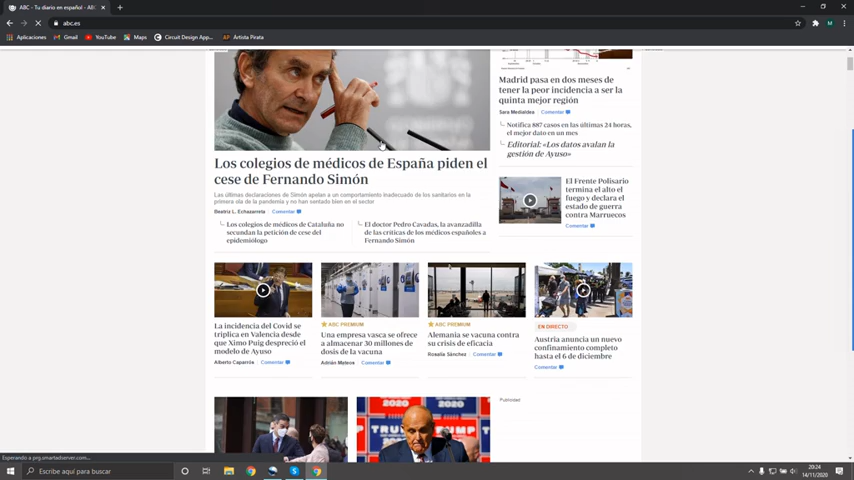 ABC - Tu diario en español - ABC
abc.es
M
Aplicaciones
Gmail
YouTube
Maps
Circuit Design App...
Artista Pirata
Los colegios de médicos de España piden el
cese de Fernando Simón
Las últimas declaraciones de Simón apelan a un comportamiento inadecuado de los sanitarios en la
primera ola de la pandemia y no han sentado bien en el sector
Beatriz L. Echazarreta
Comentar
Los colegios de médicos de Cataluña no
secundan la petición de cese del
epidemiólogo
El doctor Pedro Cavadas, la avanzadilla
de las críticas de los médicos españoles a
Fernando Simón
Madrid pasa en dos meses de
tener la peor incidencia a ser la
quinta mejor región
Sara Medialdea
Comentar
Notifica 887 casos en las últimas 24 horas,
el mejor dato en un mes
Editorial: «Los datos avalan la
gestión de Ayuso»
El Frente Polisario
termina el alto el
fuego y declara el
estado de guerra
contra Marruecos
Comentar
La incidencia del Covid se
triplica en Valencia desde
que Ximo Puig despreció el
modelo de Ayuso
Alberto Caparrós
Comentar
ABC PREMIUM
Una empresa vasca se ofrece
a almacenar 30 millones de
dosis de la vacuna
Adrián Mateos
Comentar
ABC PREMIUM
Alemania se vacuna contra
su crisis de eficacia
Rosalía Sánchez
Comentar
EN DIRECTO
Austria anuncia un nuevo
confinamiento completo
hasta el 6 de diciembre
Comentar
Publicidad
2020
2020
TRUMP
Esperando a prg.smartadserver.com...
Escribe aquí para buscar
20:24
14/11/2020